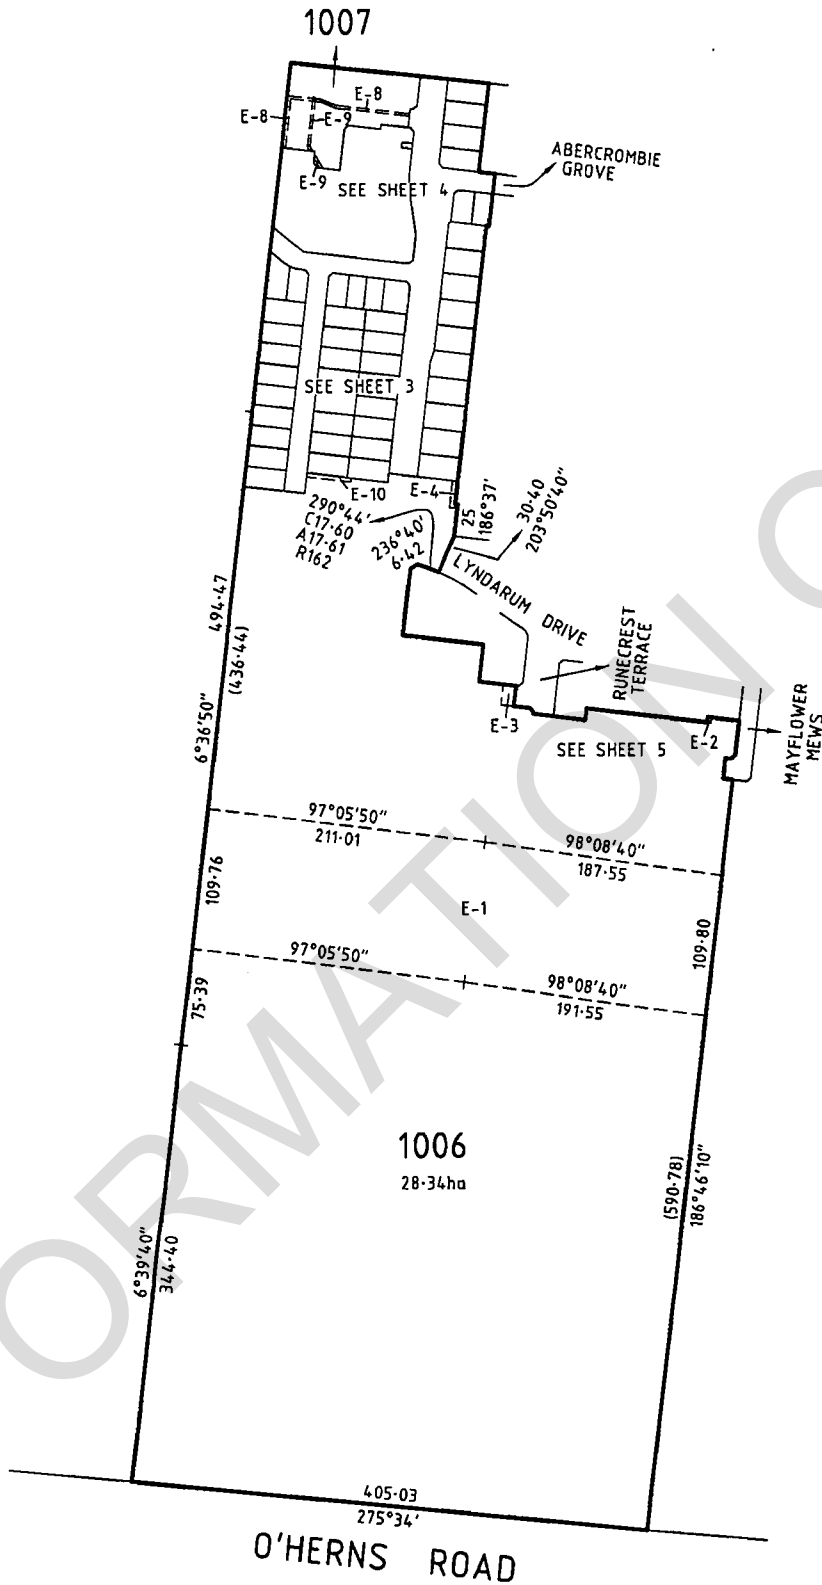 1007
E-8
E-8
E-9
E-9
ABERCROMBIE
GROVE
SEE SHEET 4
SEE SHEET 3
E-10
E-4
290°44'
C17·60
A17·61
R162
236°40'
6·42
25
186°37'
30·40
203°50'40"
LYNDARUM DRIVE
RUNECREST
TERRACE
MAYFLOWER
MEWS
E-3
E-2
SEE SHEET 5
494·47
(436·44)
6°36'50"
97°05'50"
211·01
98°08'40"
187·55
E-1
109·76
109·80
97°05'50"
98°08'40"
191·55
75·39
1006
28·34ha
(590·78)
186°46'10"
6°39'40"
344·40
405·03
275°34'
O'HERNS ROAD
ORMATION O